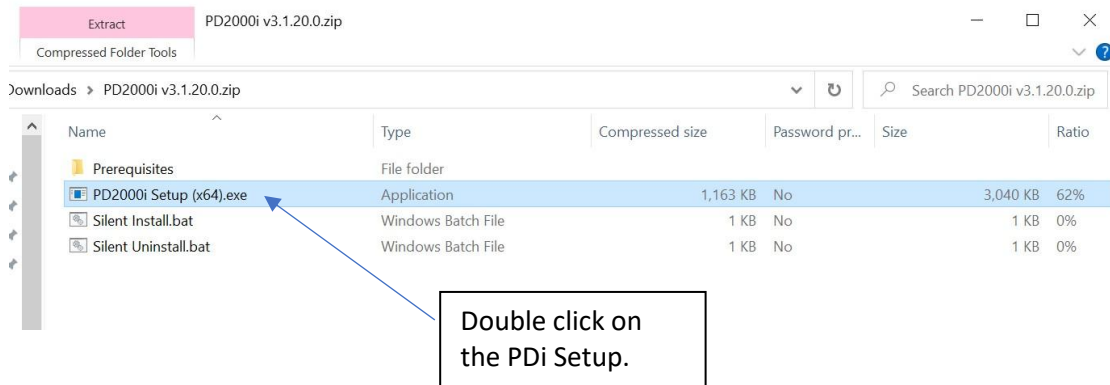 Extract PD2000i v3.1.20.0.zip
Compressed Folder Tools
Downloads > PD2000i v3.1.20.0.zip Search PD2000i v3.1.20.0.zip
Name Type Compressed size Password pr... Size Ratio
Prerequisites File folder
PD2000i Setup (x64).exe Application 1,163 KB No 3,040 KB 62%
Silent Install.bat Windows Batch File 1 KB No 1 KB 0%
Silent Uninstall.bat Windows Batch File 1 KB No 1 KB 0%
Double click on
the PDi Setup.